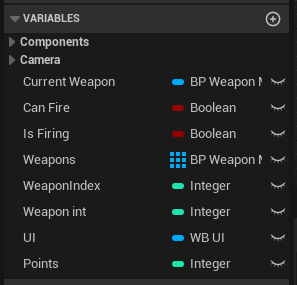 VARIABLES
Components
Camera
Current Weapon BP Weapon M
Can Fire Boolean
Is Firing Boolean
Weapons BP Weapon M
WeaponIndex Integer
Weapon int Integer
UI WB UI
Points Integer